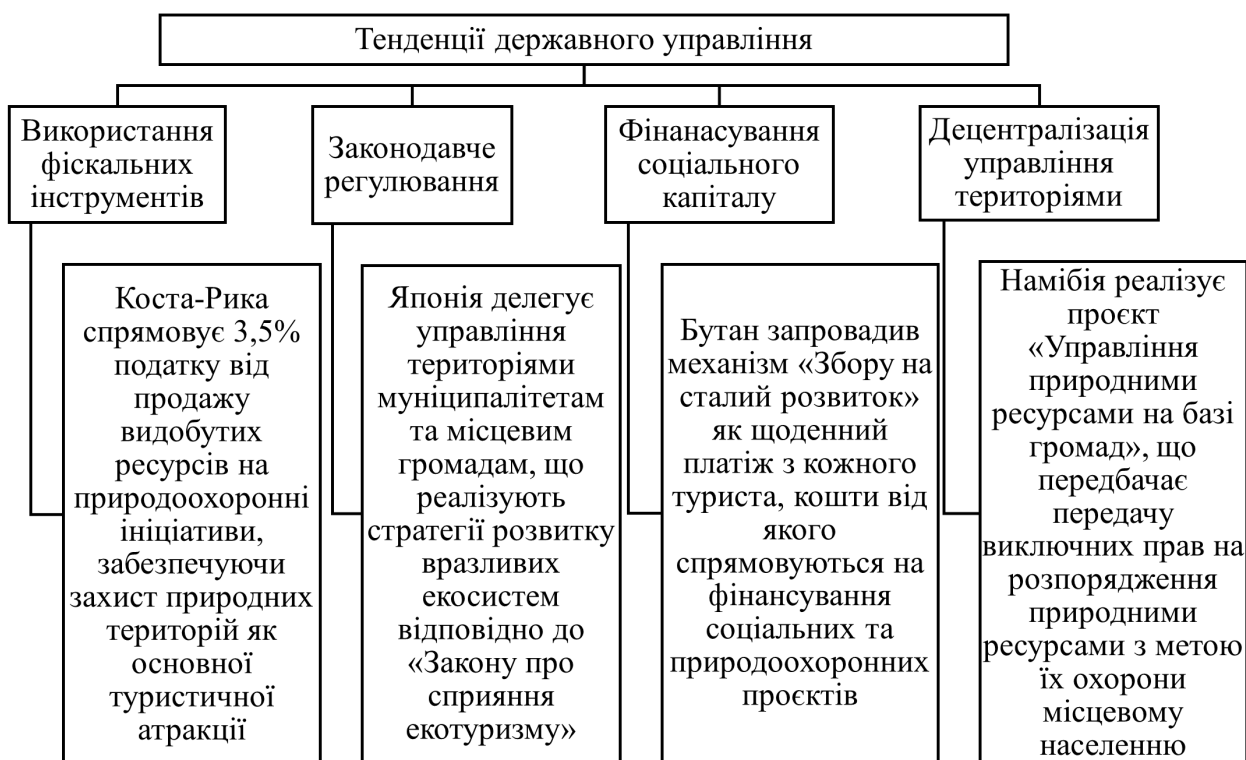 Тенденції державного управління
Використання
фіскальних
інструментів
Коста-Рика
спрямовує 3,5%
податку від
продажу
видобутих
ресурсів на
природоохоронні
ініціативи,
забезпечуючи
захист природних
територій як
основної
туристичної
атракції
Законодавче
регулювання
Японія делегує
управління
територіями
муніципалітетам
та місцевим
громадам, що
реалізують
стратегії розвитку
вразливих
екосистем
відповідно до
«Закону про
сприяння
екотуризму»
Фінанасування
соціального
капіталу
Бутан запровадив
механізм «Збору на
сталий розвиток»
як щоденний
платіж з кожного
туриста, кошти від
якого
спрямовуються на
фінансування
соціальних та
природоохоронних
проєктів
Децентралізація
управління
територіями
Намібія реалізує
проєкт
«Управління
природними
ресурсами на базі
громад», що
передбачає
передачу
виключних прав на
розпорядження
природними
ресурсами з метою
їх охорони
місцевому
населенню